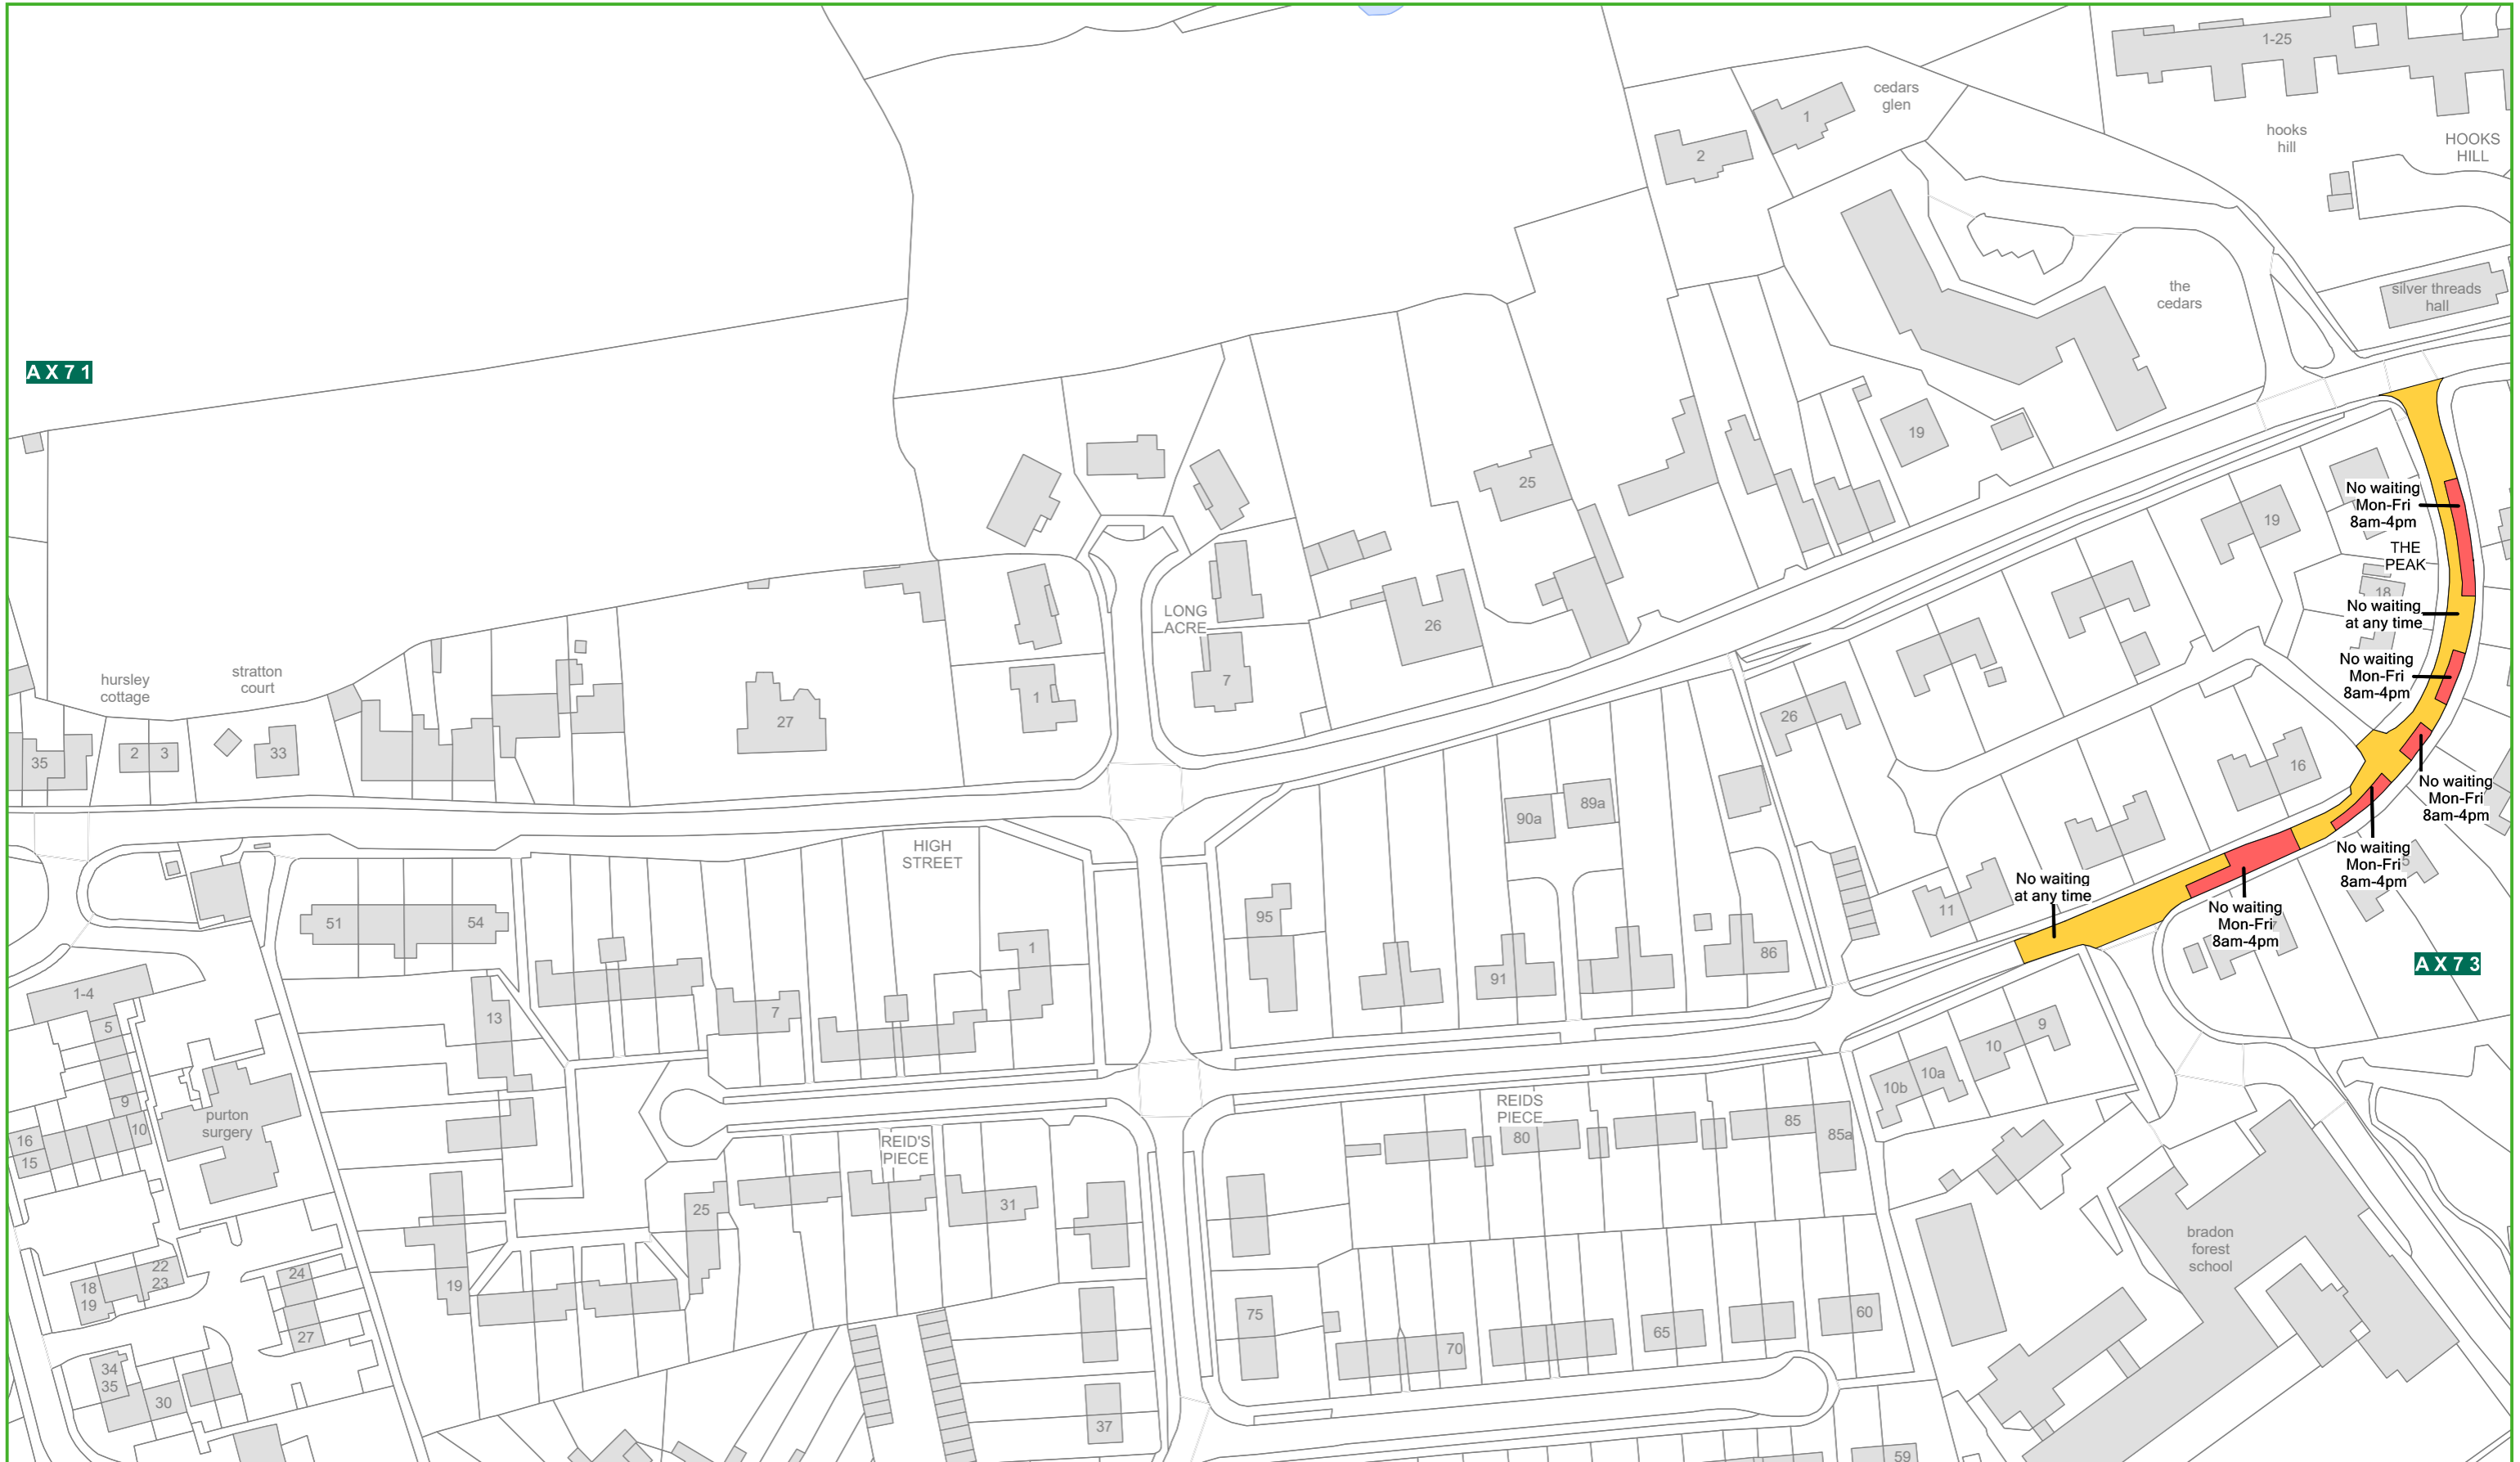 1-25
cedars
glen
1
2
hooks
hill
HOOKS
HILL
the
cedars
silver threads
hall
AX71
19
25
No waiting
Mon-Fri
8am-4pm
19
THE
PEAK
18
No waiting
at any time
LONG
ACRE
26
7
1
No waiting
Mon-Fri
8am-4pm
hursley
cottage
stratton
court
27
26
35
2
3
33
16
No waiting
Mon-Fri
8am-4pm
90a
89a
HIGH
STREET
No waiting
Mon-Fri
8am-4pm
5
No waiting
at any time
11
No waiting
Mon-Fri
8am-4pm
51
54
95
1
91
86
AX73
1-4
5
13
7
9
10
10a
10b
9
10
16
15
purton
surgery
REID'S
PIECE
REIDS
PIECE
80
85
85a
25
31
bradon
forest
school
22
23
18
19
24
27
19
75
70
65
60
34
35
30
37
59